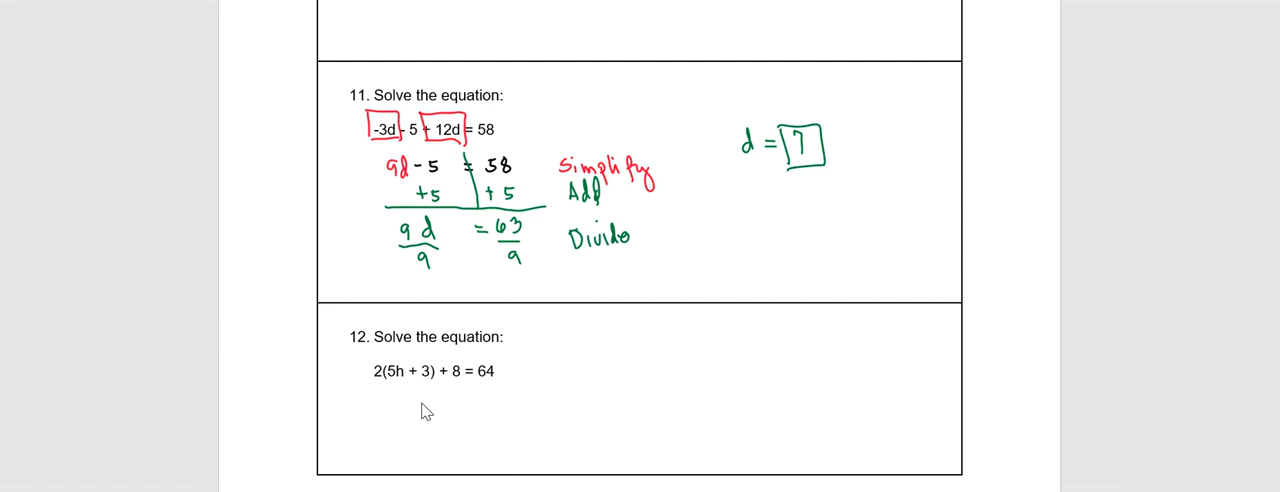 11. Solve the equation:
-3d - 5 + 12d = 58
9d - 5 = 58 Simplify
+5 + 5 Add
9d = 63 Divide
9 9
d = 7
12. Solve the equation:
2(5h + 3) + 8 = 64